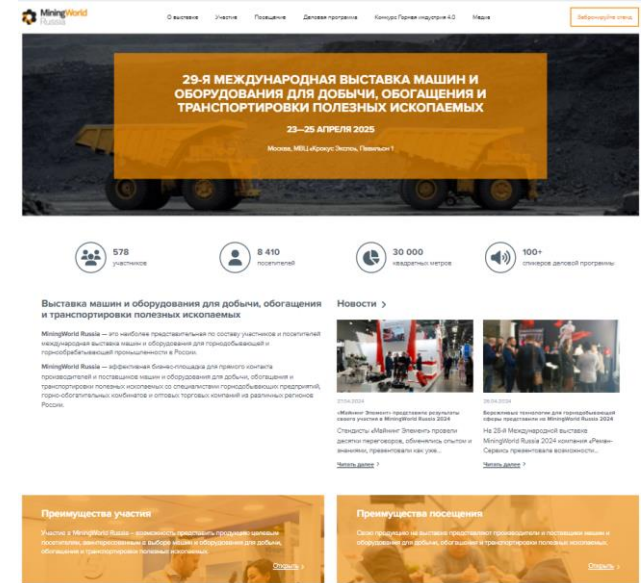 MiningWorld
Russia
О выставке Участие Посещение Деловая программа Конкурс Горная индустрия 4.0 Медиа
Забронируйте стенд
29-Я МЕЖДУНАРОДНАЯ ВЫСТАВКА МАШИН И
ОБОРУДОВАНИЯ ДЛЯ ДОБЫЧИ, ОБОГАЩЕНИЯ И
ТРАНСПОРТИРОВКИ ПОЛЕЗНЫХ ИСКОПАЕМЫХ
23—25 АПРЕЛЯ 2025
Москва, МВЦ «Крокус Экспо», Павильон 1
578
участников
8 410
посетителей
30 000
квадратных метров
100+
спикеров деловой программы
Выставка машин и оборудования для добычи, обогащения
и транспортировки полезных ископаемых
MiningWorld Russia — это наиболее представительная по составу участников и посетителей
международная выставка машин и оборудования для горнодобывающей и
горнообрабатывающей промышленности в России.
MiningWorld Russia — эффективная бизнес-площадка для прямого контакта
производителей и поставщиков машин и оборудования для добычи, обогащения и
транспортировки полезных ископаемых со специалистами горнодобывающих предприятий,
горно-обогатительных комбинатов и оптовых торговых компаний из различных регионов
России.
Новости >
27.04.2024
«Майнинг Элемент» представила результаты
своего участия в MiningWorld Russia 2024
Стендисты «Майнинг Элемент» провели
десятки переговоров, обменялись опытом и
знаниями, презентовали как уже...
Читать далее >
26.04.2024
Бережливые технологии для горнодобывающей
сферы представили на MiningWorld Russia 2024
На 28-й Международной выставке
MiningWorld Russia 2024 компания «Реман-
Сервис» презентовала возможности...
Читать далее >
Преимущества участия
Участие в MiningWorld Russia – возможность представить продукцию целевым
посетителям, заинтересованным в выборе машин и оборудования для добычи,
обогащения и транспортировки полезных ископаемых.
Открыть >
Преимущества посещения
Свою продукцию на выставке представляют производители и поставщики машин и
оборудования для добычи, обогащения и транспортировки полезных ископаемых.
Открыть >